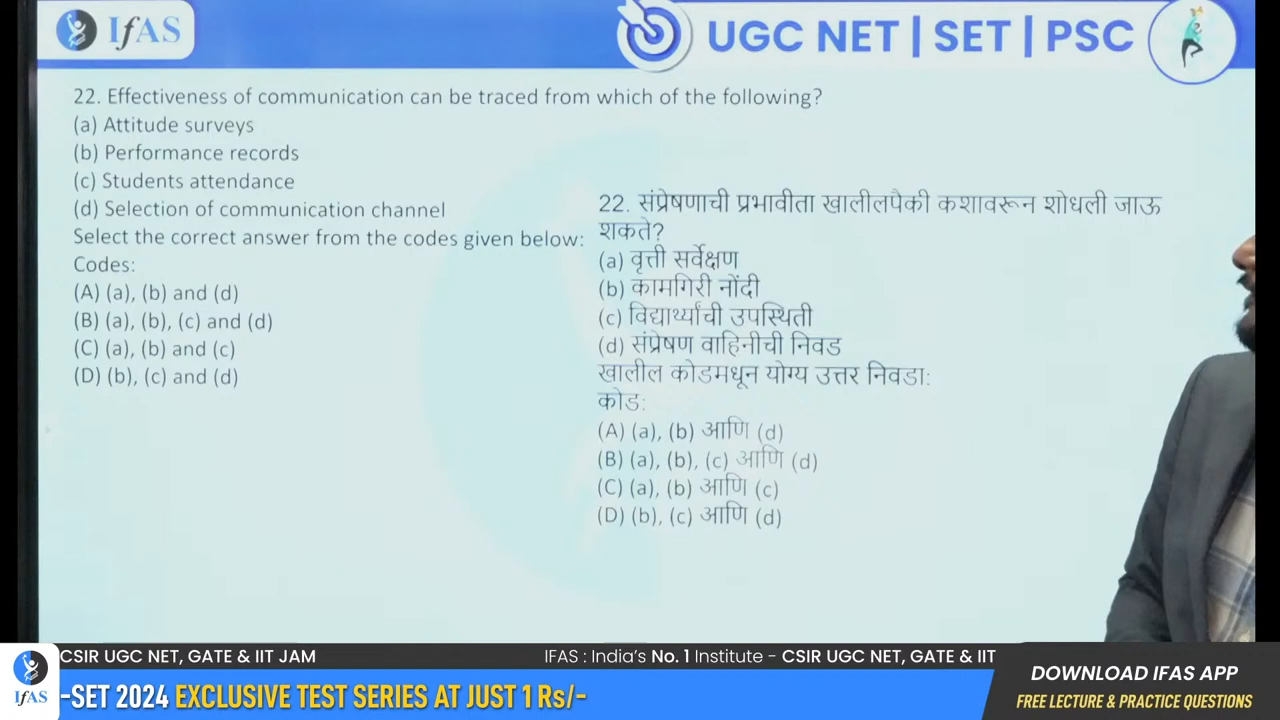 IfAS
UGC NET | SET | PSC
22. Effectiveness of communication can be traced from which of the following?
(a) Attitude surveys
(b) Performance records
(c) Students attendance
(d) Selection of communication channel
Select the correct answer from the codes given below:
Codes:
(A) (a), (b) and (d)
(B) (a), (b), (c) and (d)
(C) (a), (b) and (c)
(D) (b), (c) and (d)
22. संप्रेषणाची प्रभावीता खालीलपैकी कशावरून शोधली जाऊ
शकते?
(a) वृत्ती सर्वेक्षण
(b) कामगिरी नोंदी
(c) विद्यार्थ्यांची उपस्थिती
(d) संप्रेषण वाहिनीची निवड
खालील कोडमधून योग्य उत्तर निवडा:
कोड:
(A) (a), (b) आणि (d)
(B) (a), (b), (c) आणि (d)
(C) (a), (b) आणि (c)
(D) (b), (c) आणि (d)
CSIR UGC NET, GATE & IIT JAM
IFAS : India's No. 1 Institute - CSIR UGC NET, GATE & IIT
IfAS
-SET 2024 EXCLUSIVE TEST SERIES AT JUST 1 Rs/-
DOWNLOAD IFAS APP
FREE LECTURE & PRACTICE QUESTIONS